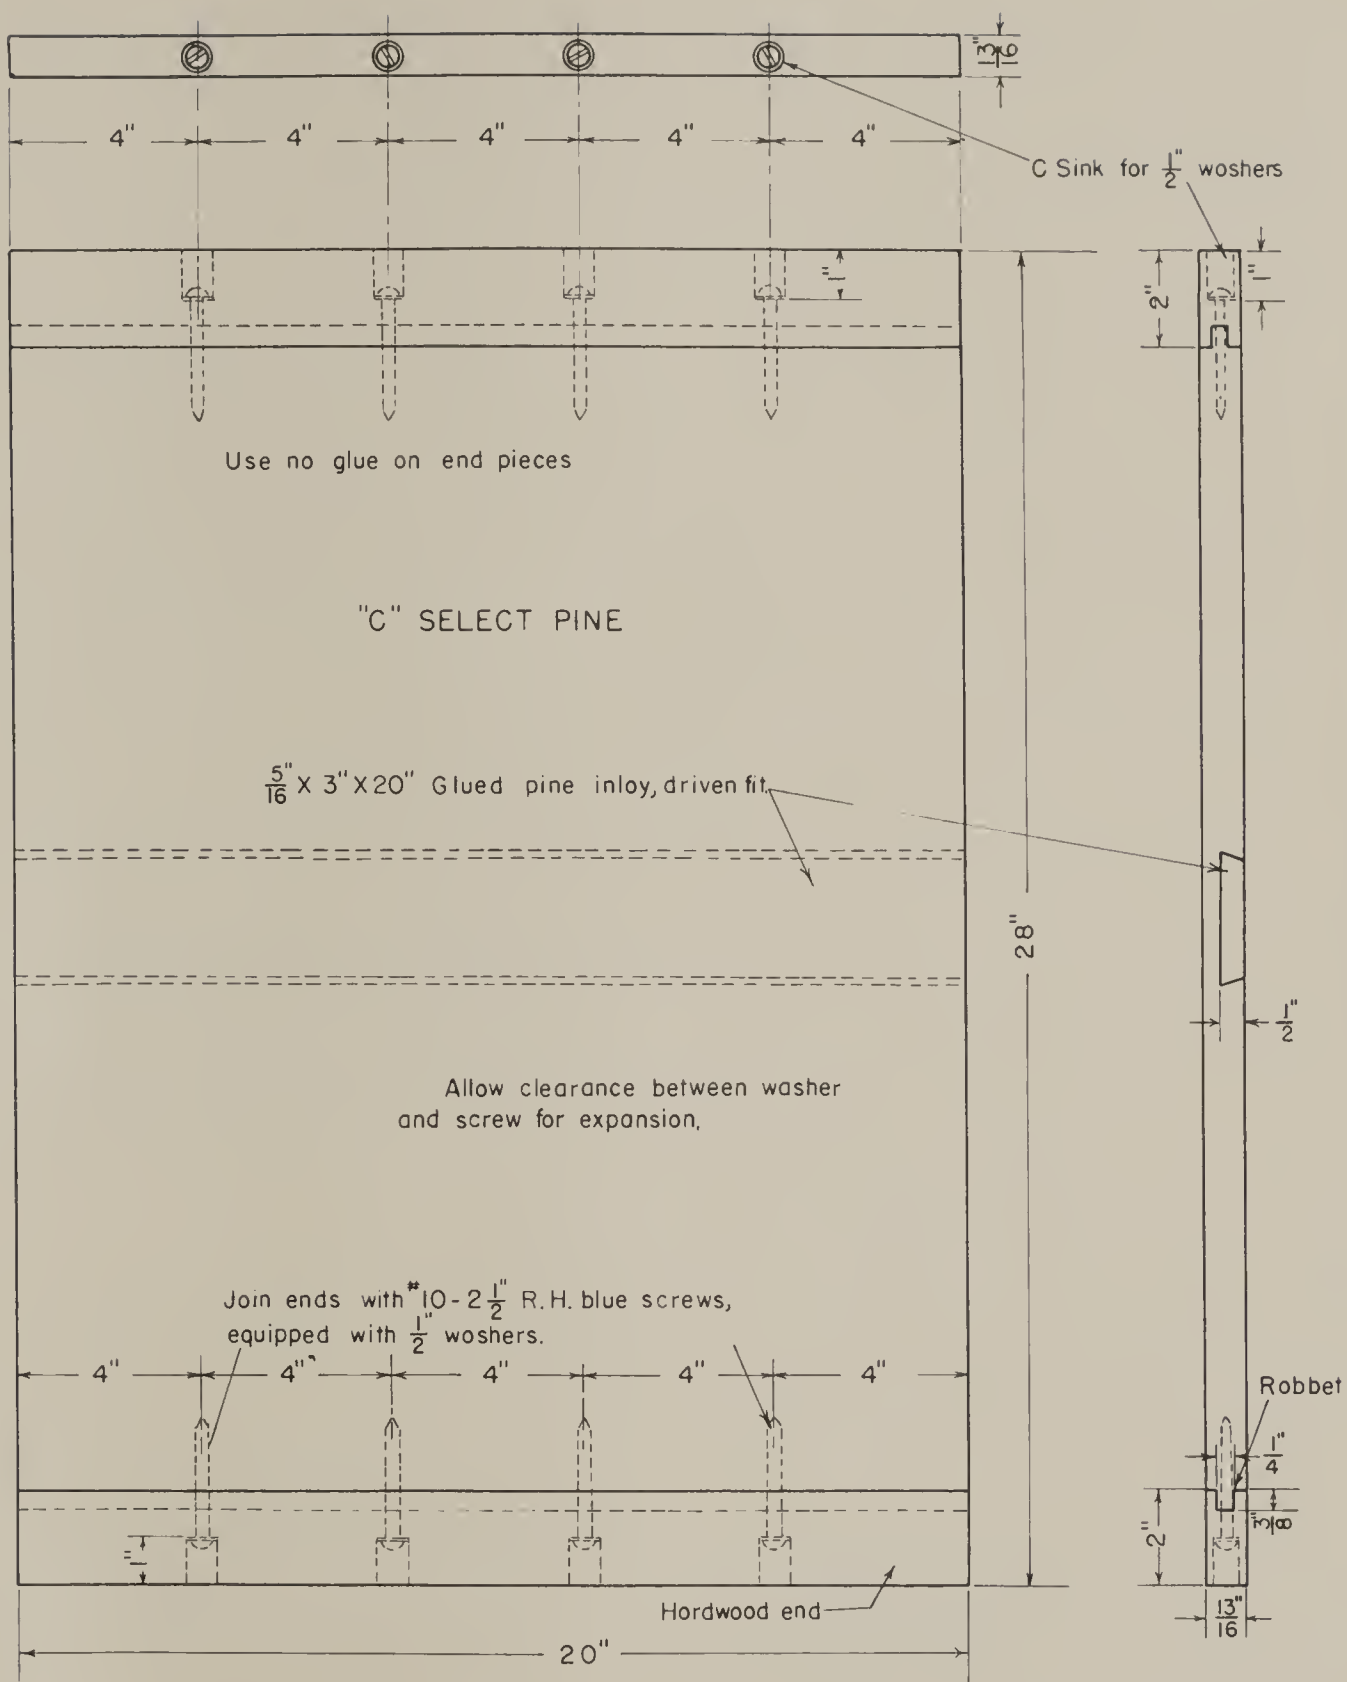 13"
16
4" 4" 4" 4" 4"
C Sink for 1/2" woshers
1"
2"
1"
Use no glue on end pieces
"C" SELECT PINE
5/16" X 3" X 20" Glued pine inloy, driven fit.
28"
1/2"
Allow clearance between washer
and screw for expansion,
Join ends with #10-2 1/2" R.H. blue screws,
equipped with 1/2" woshers.
4" 4" 4" 4" 4"
Robbet
1/4"
3/8"
2"
1"
Hordwood end
13/16"
20"